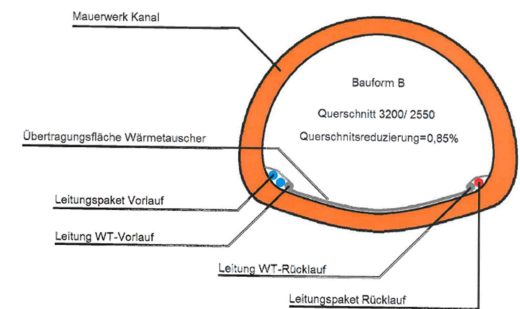 Mauerwerk Kanal
Bauform B
Querschnitt 3200/ 2550
Querschnitsreduzierung=0,85%
Übertragungsfläche Wärmetauscher
Leitungspaket Vorlauf
Leitung WT-Vorlauf
Leitung WT-Rücklauf
Leitungspaket Rücklauf